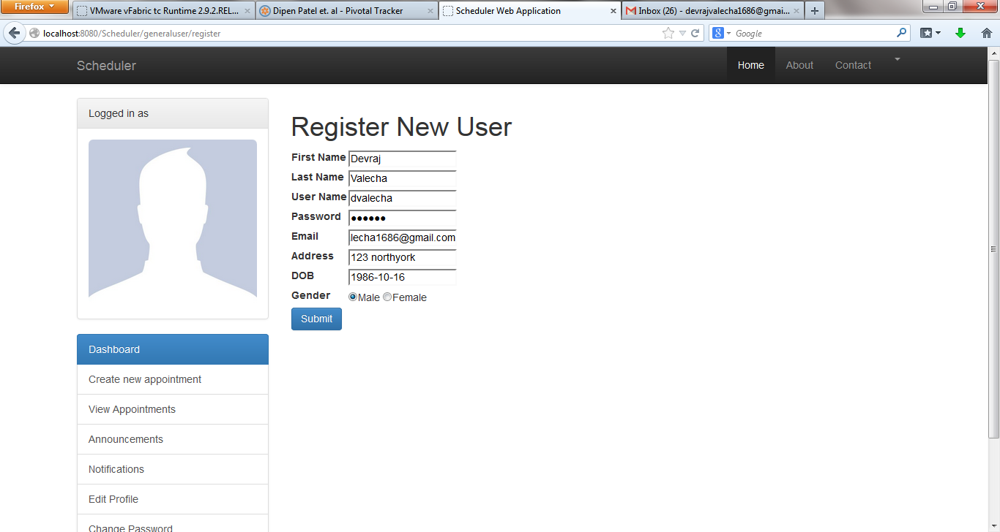 Firefox
VMware vFabric tc Runtime 2.9.2.REL...
Dipen Patel et. al - Pivotal Tracker
Scheduler Web Application
Inbox (26) - devrajvalecha1686@gmai...
localhost:8080/Scheduler/generaluser/register
Google
Scheduler
Home
About
Contact
Logged in as
Register New User
First Name Devraj
Last Name Valecha
User Name dvalecha
Password ●●●●●●
Email lecha1686@gmail.com
Address 123 northyork
DOB 1986-10-16
Gender Male Female
Submit
Dashboard
Create new appointment
View Appointments
Announcements
Notifications
Edit Profile
Change Password